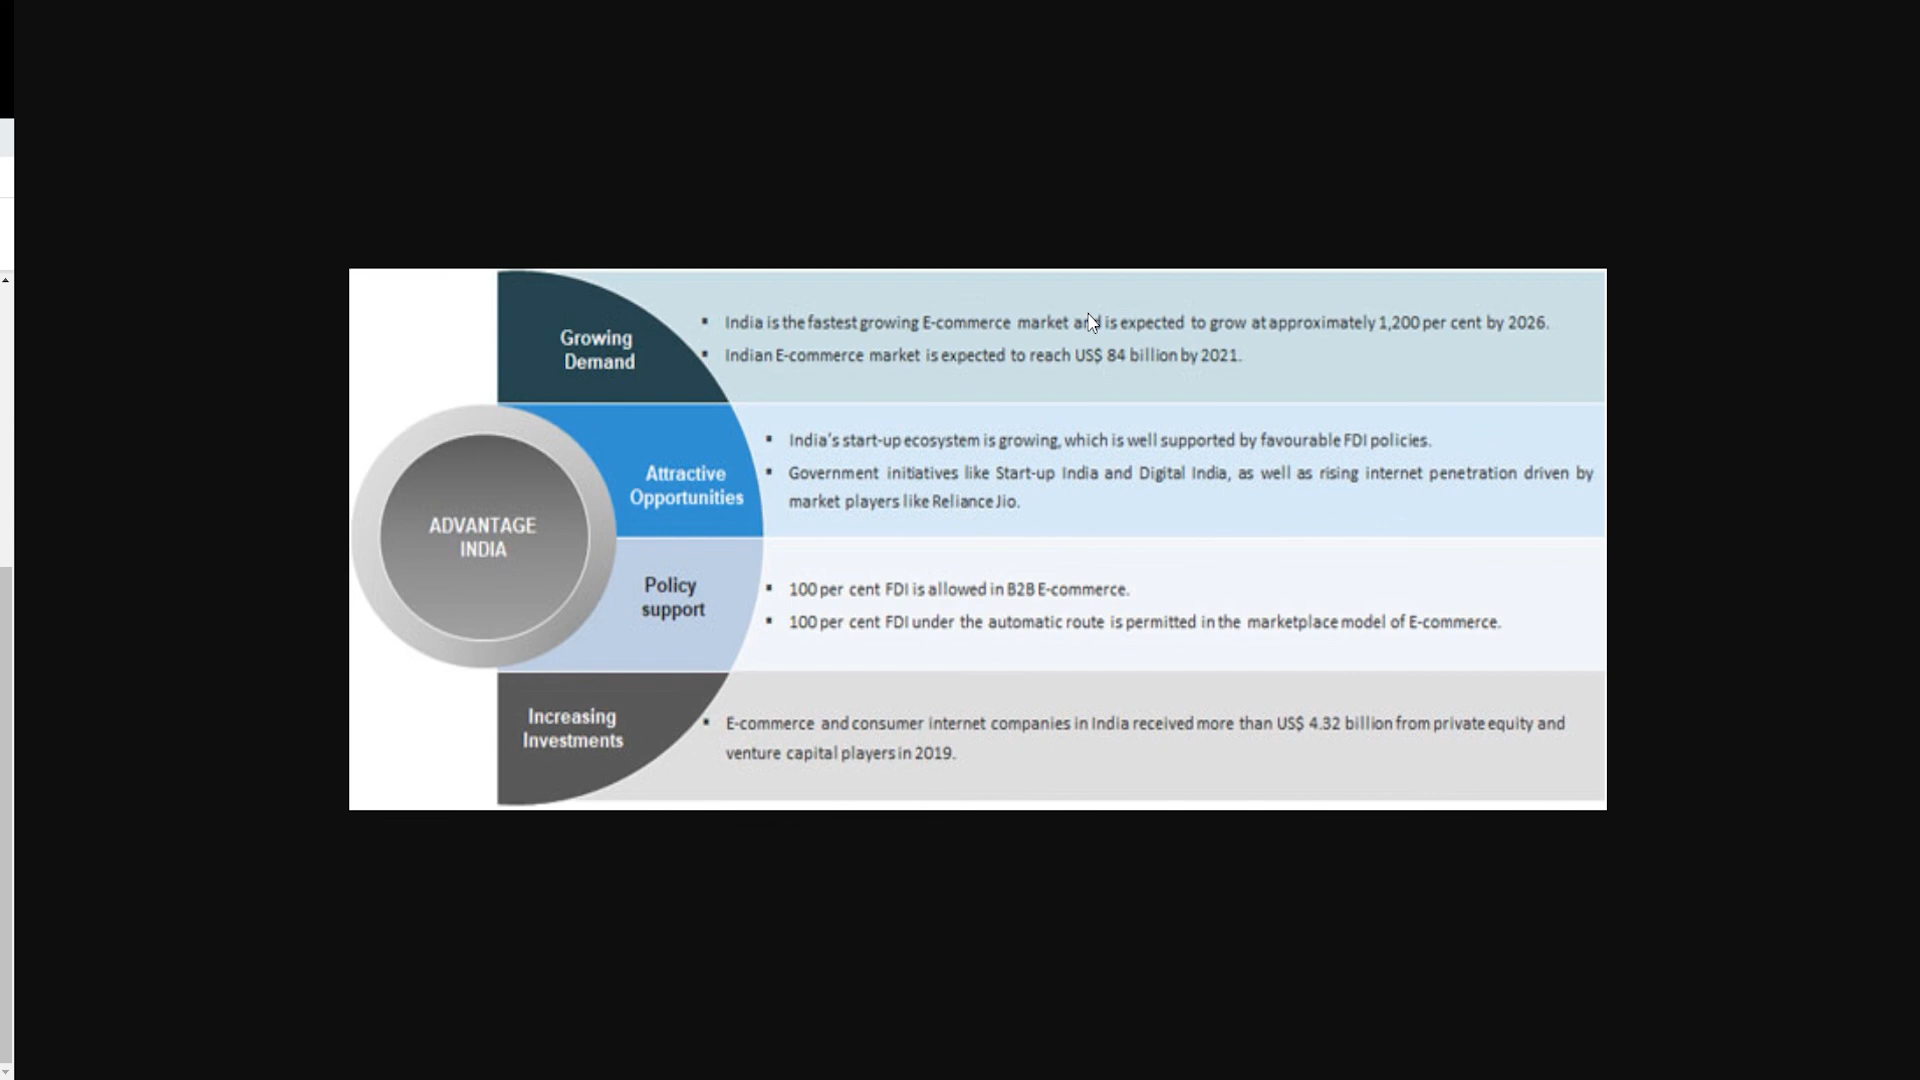 Growing
Demand
▪ India is the fastest growing E-commerce market and is expected to grow at approximately 1,200 per cent by 2026.
▪ Indian E-commerce market is expected to reach US$ 84 billion by 2021.
Attractive
Opportunities
▪ India's start-up ecosystem is growing, which is well supported by favourable FDI policies.
▪ Government initiatives like Start-up India and Digital India, as well as rising internet penetration driven by
market players like Reliance Jio.
ADVANTAGE
INDIA
Policy
support
▪ 100 per cent FDI is allowed in B2B E-commerce.
▪ 100 per cent FDI under the automatic route is permitted in the marketplace model of E-commerce.
Increasing
Investments
▪ E-commerce and consumer internet companies in India received more than US$ 4.32 billion from private equity and
venture capital players in 2019.